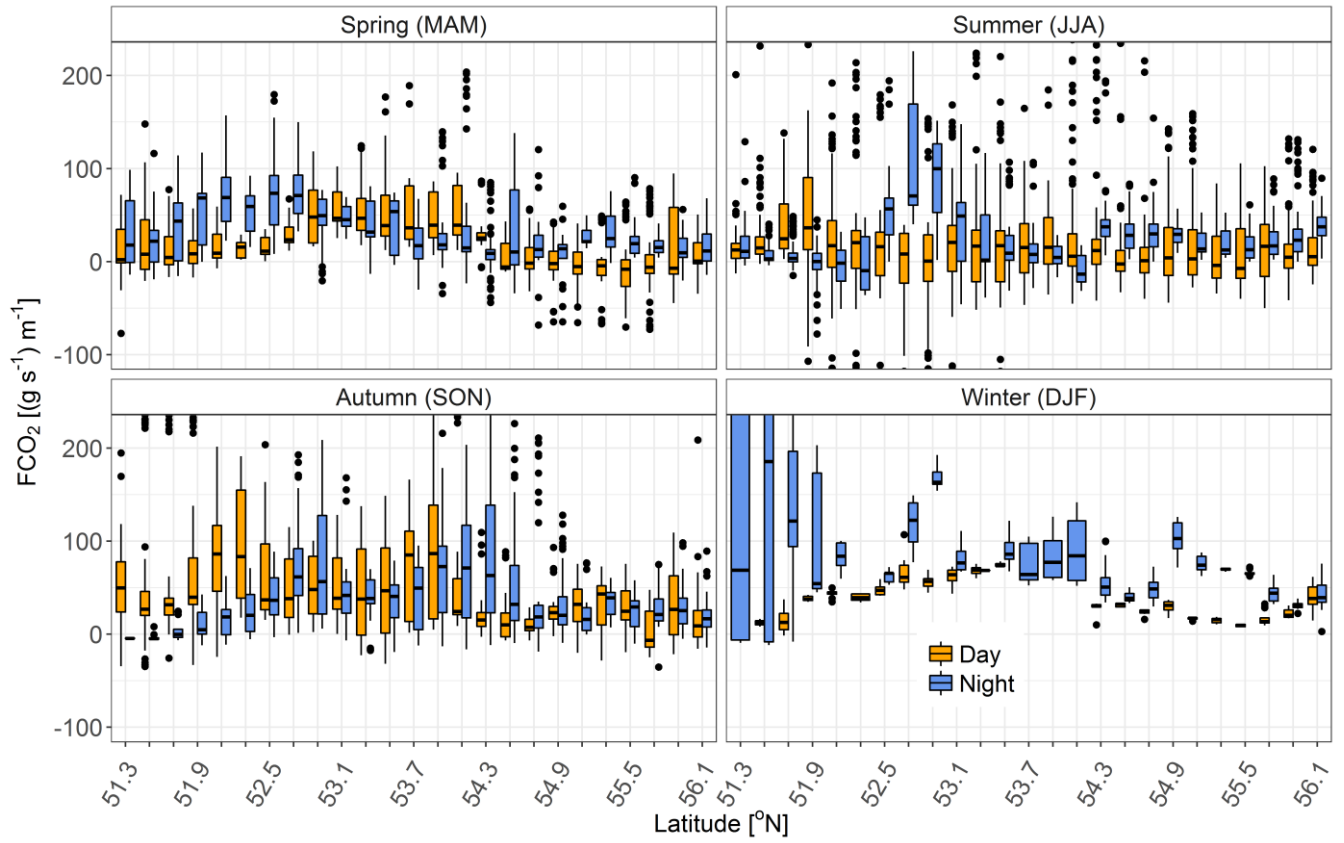 Spring (MAM)
Summer (JJA)
200
100
0
-100
Autumn (SON)
Winter (DJF)
200
100
0
-100
FCO₂ [(g s⁻¹) m⁻¹]
Day
Night
51.3 51.9 52.5 53.1 53.7 54.3 54.9 55.5 56.1
51.3 51.9 52.5 53.1 53.7 54.3 54.9 55.5 56.1
Latitude [°N]